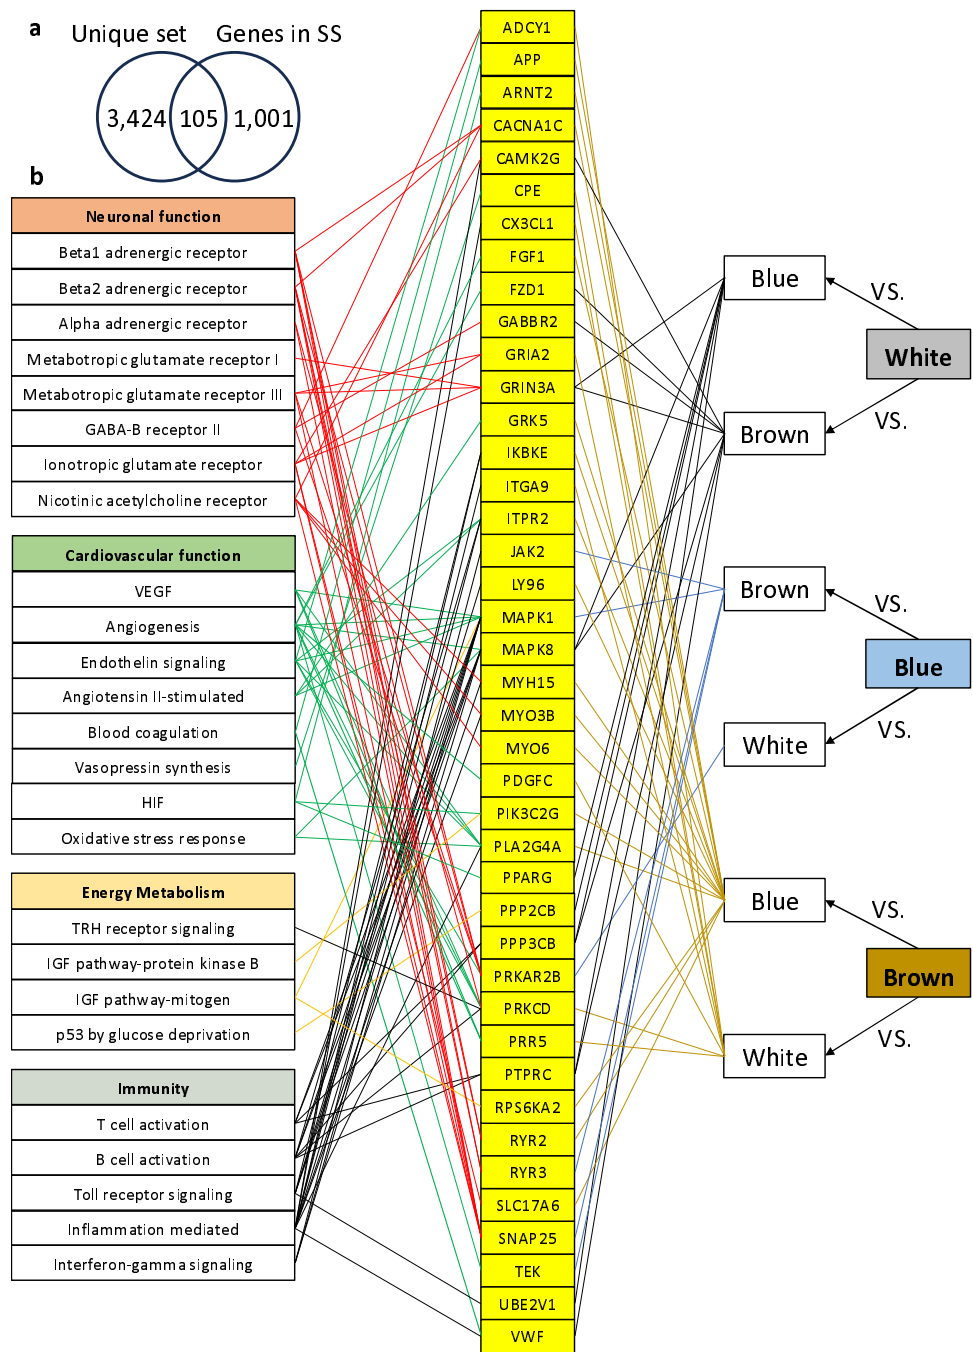 a
Unique set
Genes in SS
3,424
105
1,001
b
Neuronal function
Beta1 adrenergic receptor
Beta2 adrenergic receptor
Alpha adrenergic receptor
Metabotropic glutamate receptor I
Metabotropic glutamate receptor III
GABA-B receptor II
Ionotropic glutamate receptor
Nicotinic acetylcholine receptor
Cardiovascular function
VEGF
Angiogenesis
Endothelin signaling
Angiotensin II-stimulated
Blood coagulation
Vasopressin synthesis
HIF
Oxidative stress response
Energy Metabolism
TRH receptor signaling
IGF pathway-protein kinase B
IGF pathway-mitogen
p53 by glucose deprivation
Immunity
T cell activation
B cell activation
Toll receptor signaling
Inflammation mediated
Interferon-gamma signaling
ADCY1
APP
ARNT2
CACNA1C
CAMK2G
CPE
CX3CL1
FGF1
FZD1
GABBR2
GRIA2
GRIN3A
GRK5
IKBKE
ITGA9
ITPR2
JAK2
LY96
MAPK1
MAPK8
MYH15
MYO3B
MYO6
PDGFC
PIK3C2G
PLA2G4A
PPARG
PPP2CB
PPP3CB
PRKAR2B
PRKCD
PRR5
PTPRC
RPS6KA2
RYR2
RYR3
SLC17A6
SNAP25
TEK
UBE2V1
VWF
Blue
VS.
White
VS.
Brown
Brown
VS.
Blue
VS.
White
Blue
VS.
Brown
VS.
White